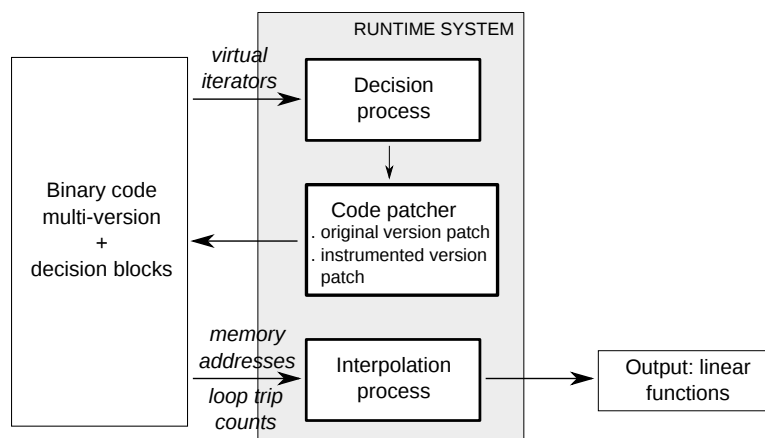 RUNTIME SYSTEM
virtual
iterators
Decision
process
Binary code
multi-version
+
decision blocks
Code patcher
. original version patch
. instrumented version
patch
memory
addresses
loop trip
counts
Interpolation
process
Output: linear
functions